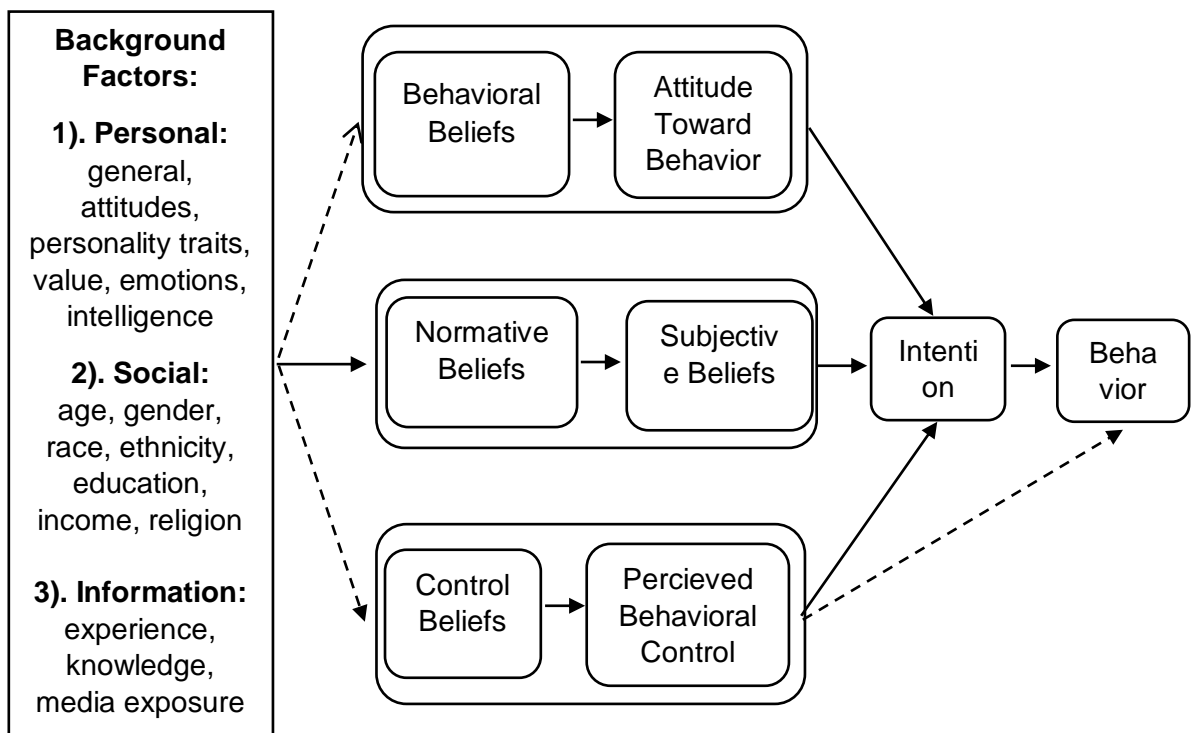 Background
Factors:
1). Personal:
general,
attitudes,
personality traits,
value, emotions,
intelligence
2). Social:
age, gender,
race, ethnicity,
education,
income, religion
3). Information:
experience,
knowledge,
media exposure
Behavioral
Beliefs
Attitude
Toward
Behavior
Normative
Beliefs
Subjectiv
e Beliefs
Control
Beliefs
Percieved
Behavioral
Control
Intenti
on
Beha
vior